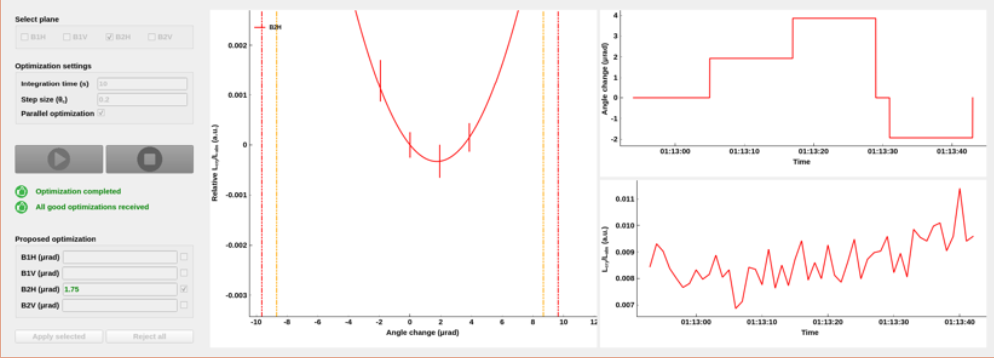 Select plane
B1H B1V B2H B2V
Optimization settings
Integration time (s) 10
Step size (θc) 0.2
Parallel optimization
Optimization completed
All good optimizations received
Proposed optimization
B1H (µrad)
B1V (µrad)
B2H (µrad) 1.75
B2V (µrad)
Apply selected Reject all
B2H
0.002
0.001
0
-0.001
-0.002
-0.003
-10 -8 -6 -4 -2 0 2 4 6 8 10 12
Angle change (µrad)
(a.u.)
Relative
4
3
2
1
0
-1
-2
Angle change (µrad)
01:13:00 01:13:10 01:13:20 01:13:30 01:13:40
Time
0.011
0.010
0.009
0.008
0.007
(a.u.)
01:13:00 01:13:10 01:13:20 01:13:30 01:13:40
Time